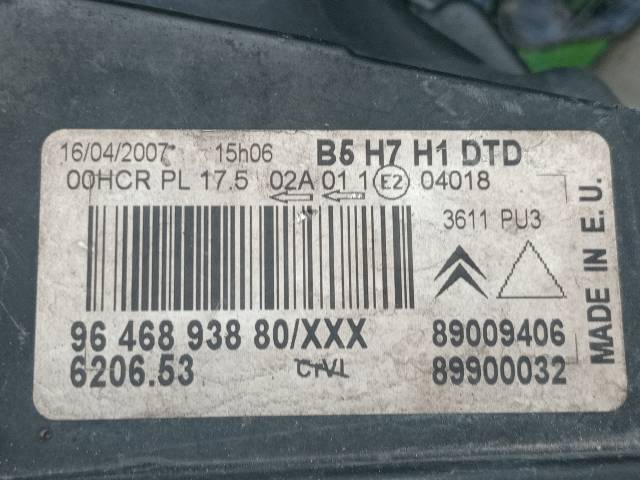 16/04/2007 15h06 B5 H7 H1 DTD
00HCR PL 17.5 02A 01 1 E2 04018
3611 PU3
96 468 938 80/XXX 89009406
6206.53 89900032
MADE IN E.U.